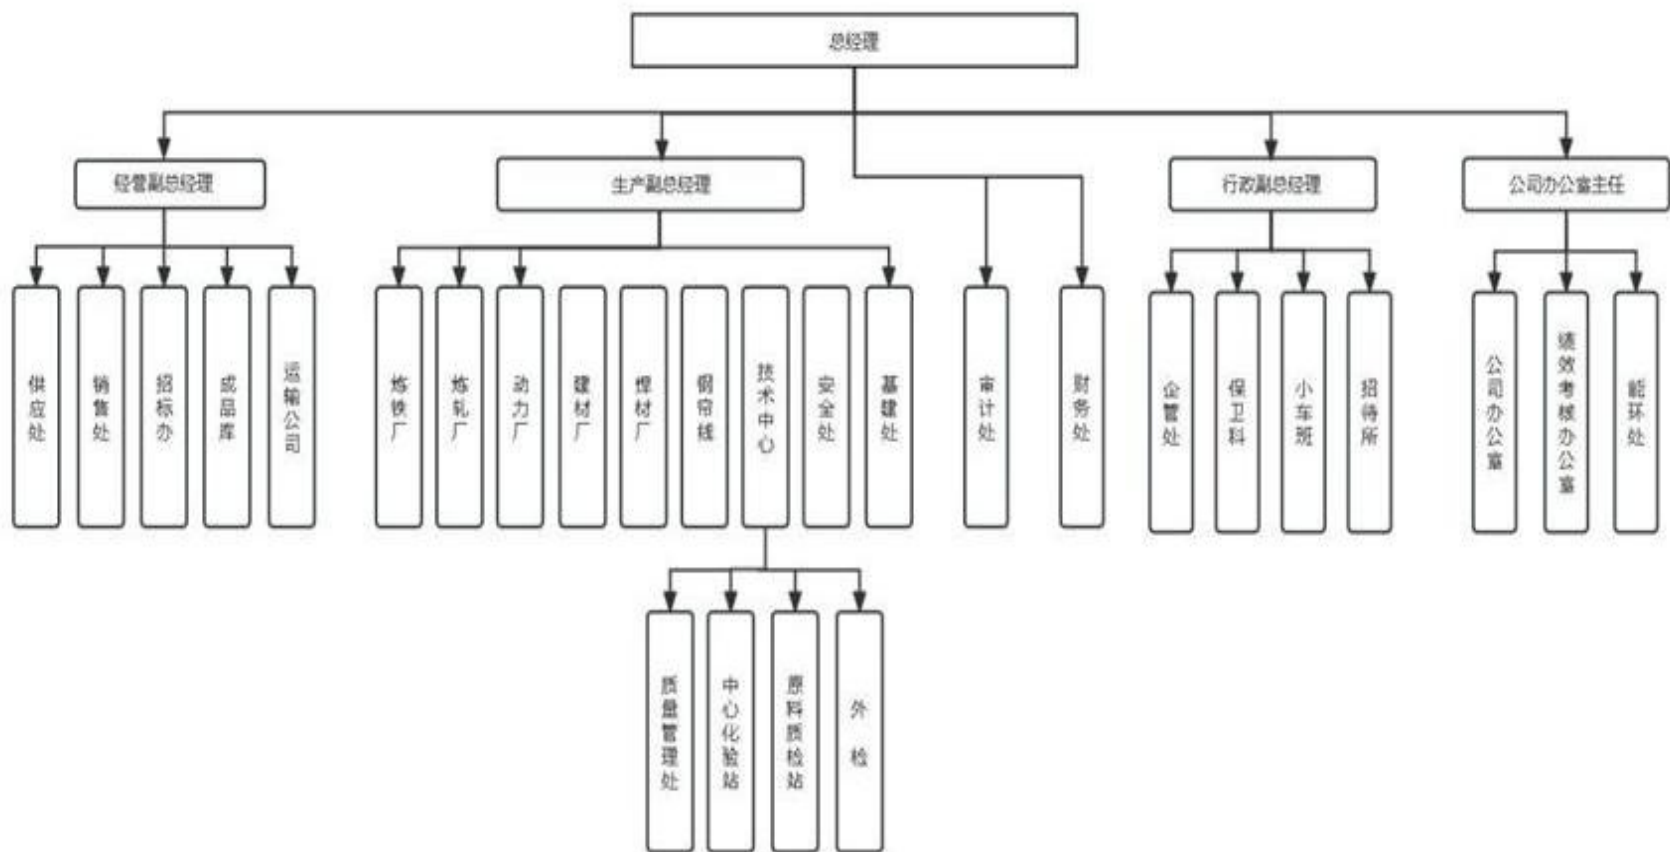 总经理
经管副总经理
生产副总经理
行政副总经理
公司办公室主任
供应处
销售处
招标办
成品库
运输公司
炼铁厂
炼轧厂
动力厂
建材厂
焊材厂
钢帘线
技术中心
安全处
基建处
审计处
财务处
企管处
保卫科
小车班
招待所
公司办公室
绩效考核办公室
能环处
质量管理处
中心化验站
原料质检站
外检